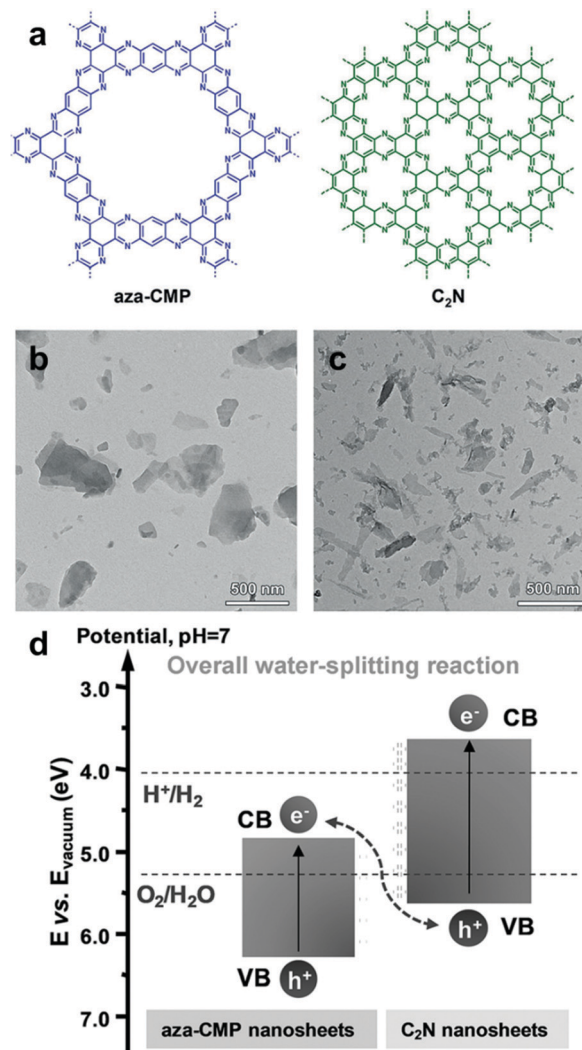 a
aza-CMP
C₂N
b
500 nm
c
500 nm
d
Potential, pH=7
Overall water-splitting reaction
E vs. Evacuum (eV)
3.0
4.0
5.0
6.0
7.0
H⁺/H₂
O₂/H₂O
CB
e⁻
VB
h⁺
e⁻
CB
h⁺
VB
aza-CMP nanosheets
C₂N nanosheets